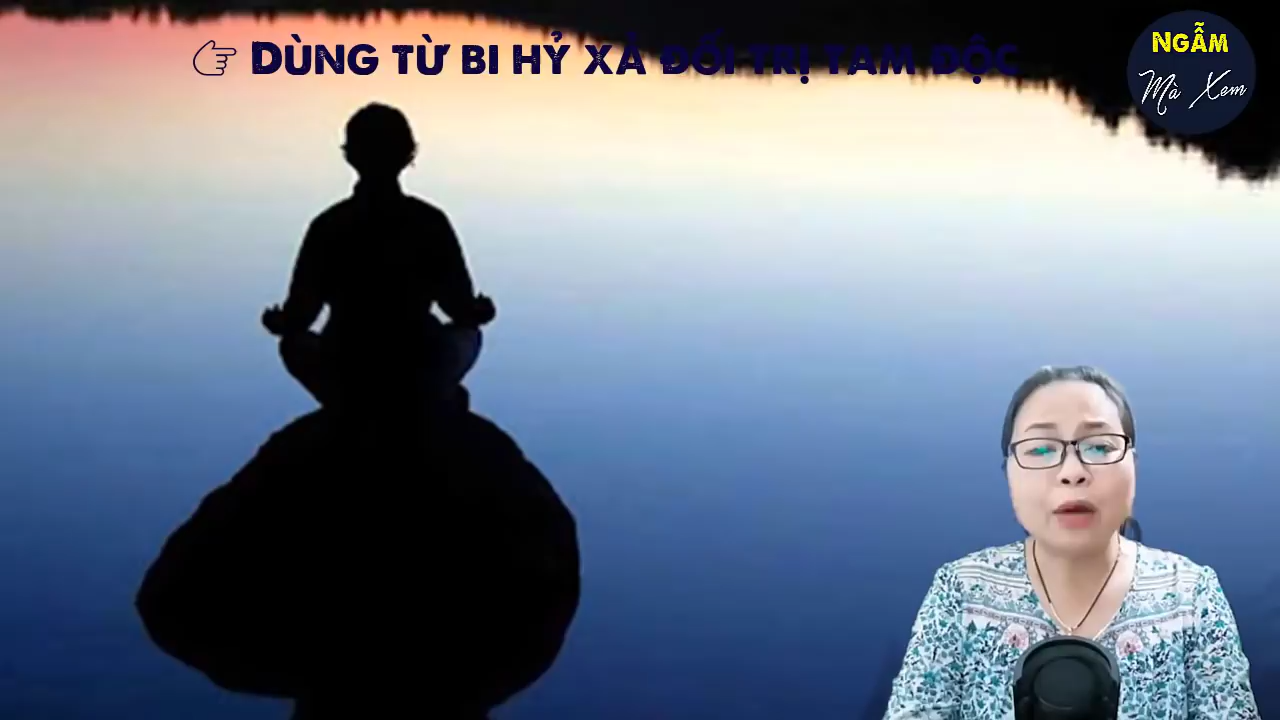 👉 DÙNG TỪ BI HỶ XẢ ĐỐI TRỊ TAM ĐỘC
NGẪM
Mà Xem